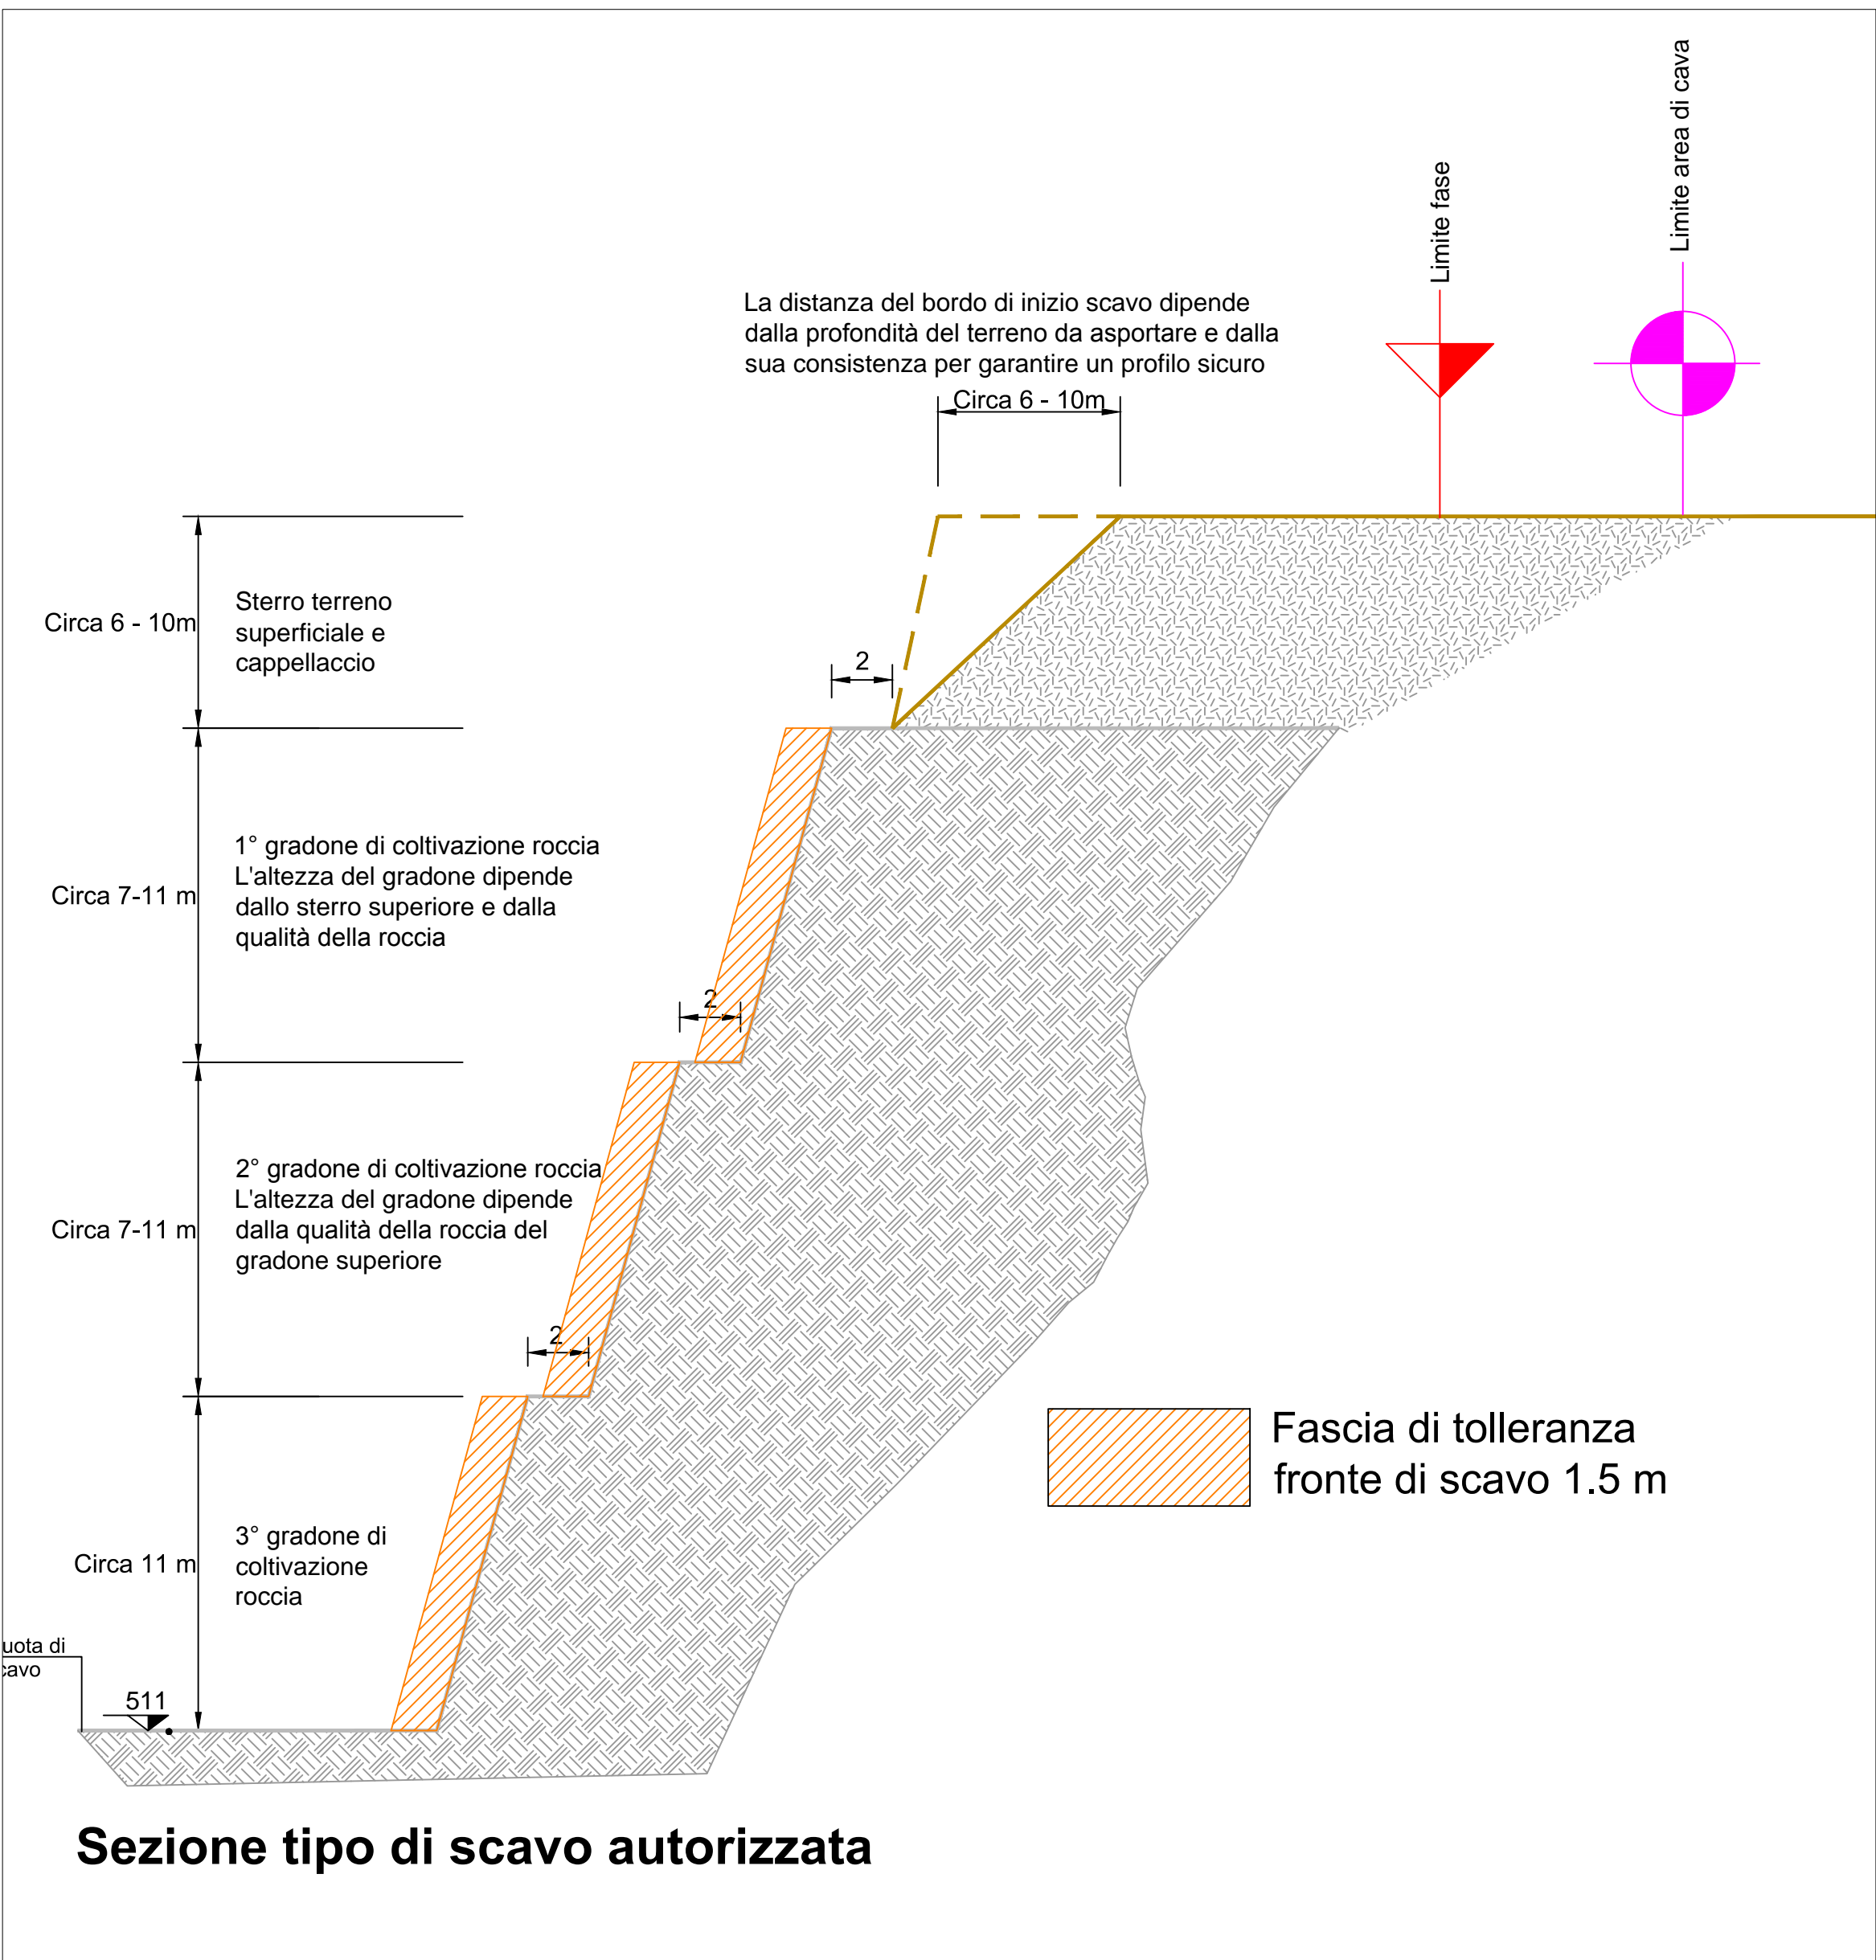 Limite area di cava
Limite fase
La distanza del bordo di inizio scavo dipende
dalla profondità del terreno da asportare e dalla
sua consistenza per garantire un profilo sicuro
Circa 6 - 10m
Circa 6 - 10m
Sterro terreno
superficiale e
cappellaccio
2
Circa 7-11 m
1° gradone di coltivazione roccia
L'altezza del gradone dipende
dallo sterro superiore e dalla
qualità della roccia
2
Circa 7-11 m
2° gradone di coltivazione roccia
L'altezza del gradone dipende
dalla qualità della roccia del
gradone superiore
2
Fascia di tolleranza
fronte di scavo 1.5 m
Circa 11 m
3° gradone di
coltivazione
roccia
uota di
cavo
511
Sezione tipo di scavo autorizzata